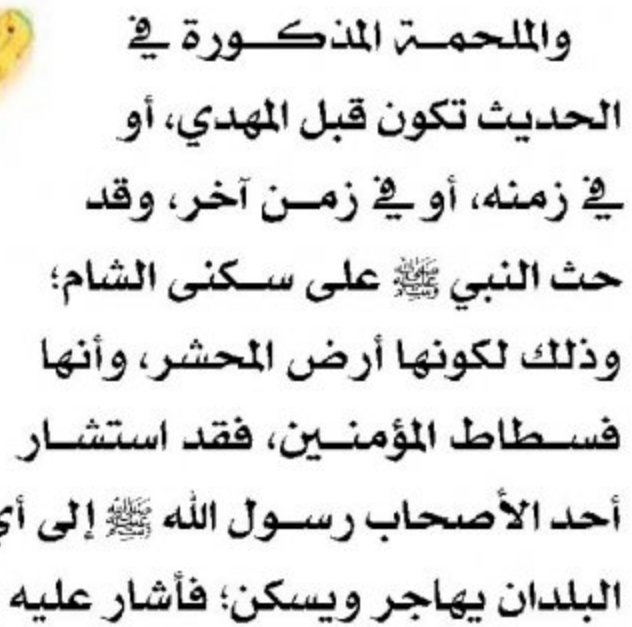 والملحمة المذكورة في
الحديث تكون قبل المهدي، أو
في زمنه، أو في زمن آخر، وقد
حث النبي ﷺ على سكنى الشام؛
وذلك لكونها أرض المحشر، وأنها
فسطاط المؤمنين، فقد استشار
أحد الأصحاب رسول الله ﷺ إلى أي
البلدان يهاجر ويسكن؛ فأشار عليه